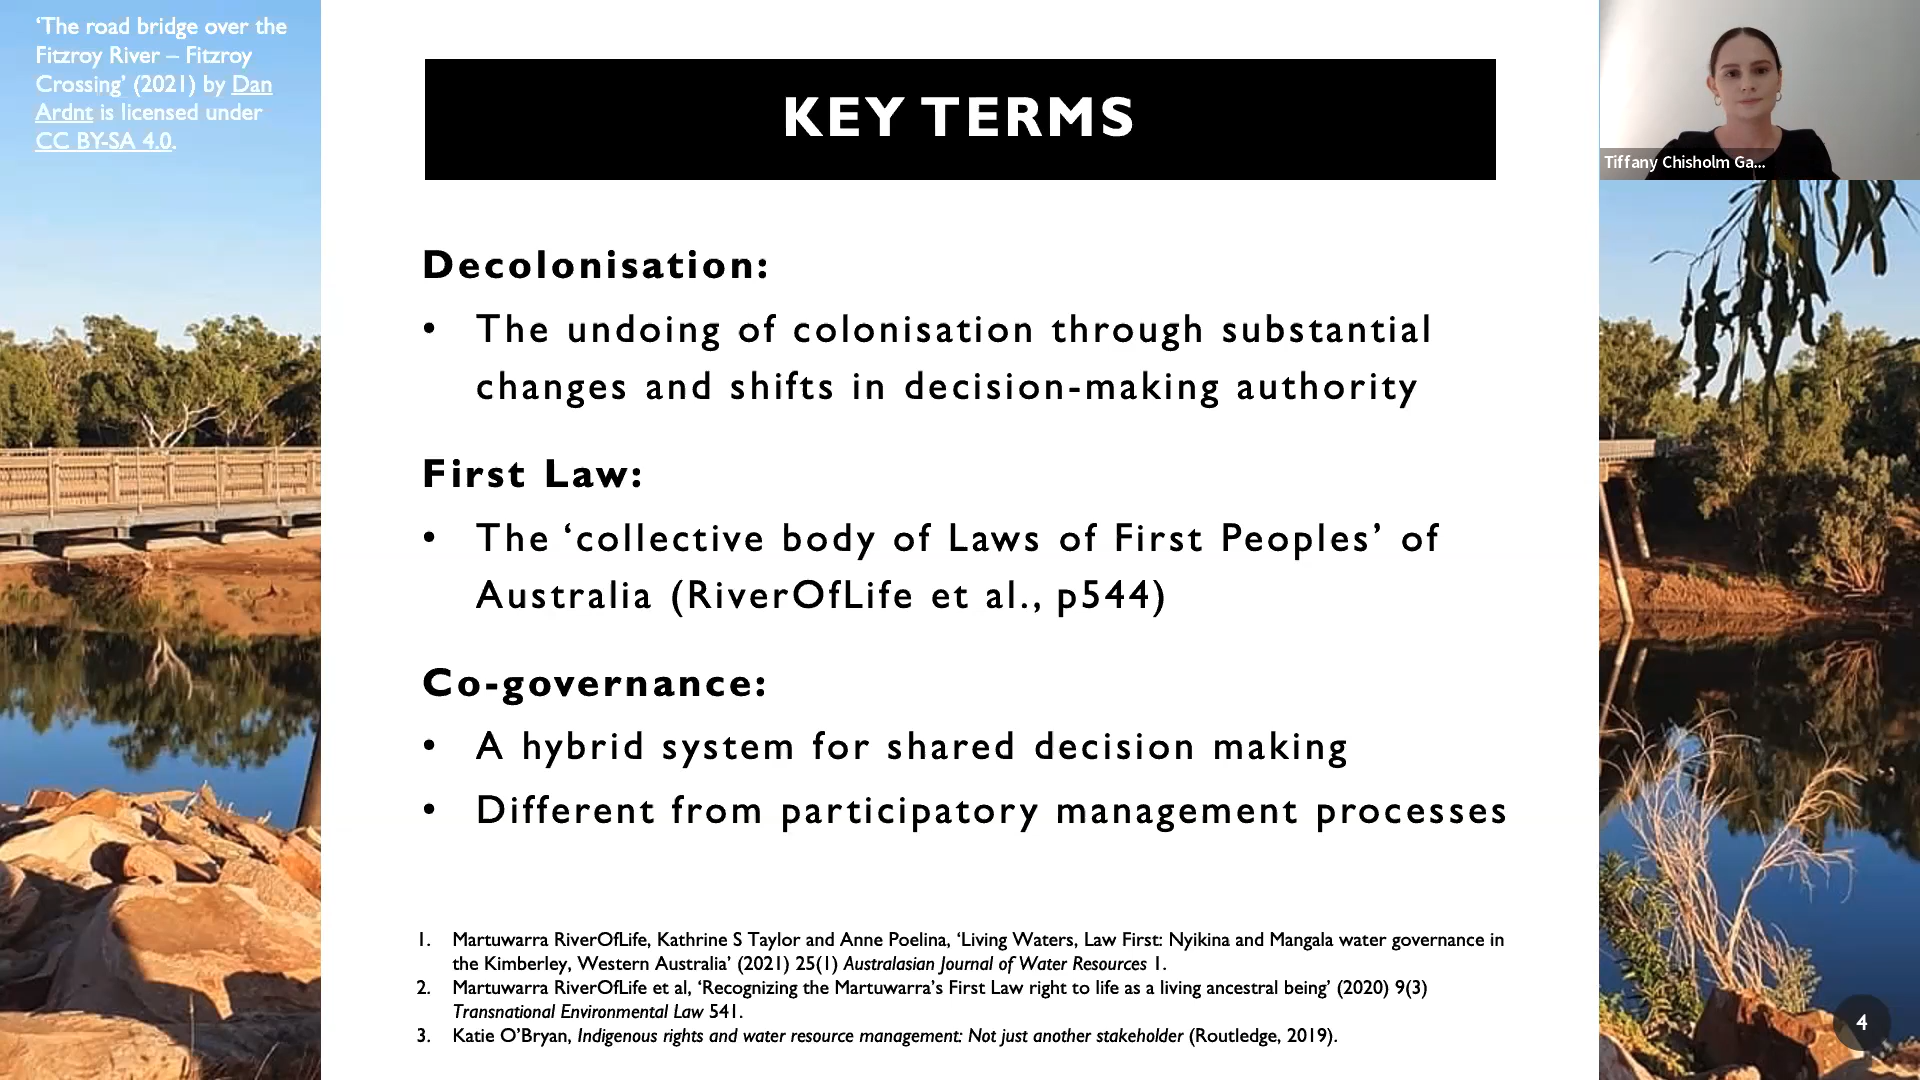 ‘The road bridge over the
Fitzroy River – Fitzroy
Crossing’ (2021) by Dan
Ardnt is licensed under
CC BY-SA 4.0.
KEY TERMS
Tiffany Chisholm Ga...
Decolonisation:
• The undoing of colonisation through substantial
changes and shifts in decision-making authority
First Law:
• The ‘collective body of Laws of First Peoples’ of
Australia (RiverOfLife et al., p544)
Co-governance:
• A hybrid system for shared decision making
• Different from participatory management processes
1. Martuwarra RiverOfLife, Kathrine S Taylor and Anne Poelina, ‘Living Waters, Law First: Nyikina and Mangala water governance in
the Kimberley, Western Australia’ (2021) 25(1) Australasian Journal of Water Resources 1.
2. Martuwarra RiverOfLife et al, ‘Recognizing the Martuwarra’s First Law right to life as a living ancestral being’ (2020) 9(3)
Transnational Environmental Law 541.
3. Katie O’Bryan, Indigenous rights and water resource management: Not just another stakeholder (Routledge, 2019).
4